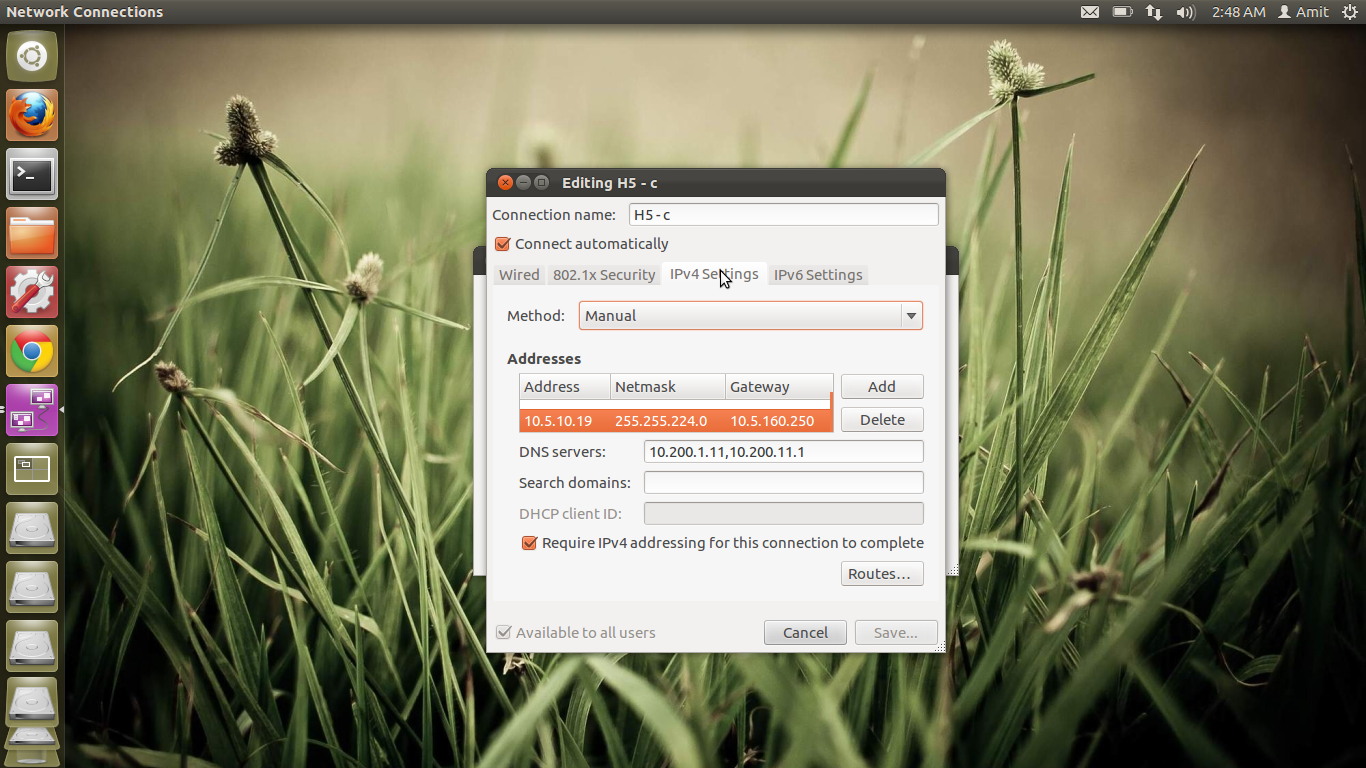 Network Connections
2:48 AM Amit
Editing H5 - c
Connection name: H5 - c
Connect automatically
Wired 802.1x Security IPv4 Settings IPv6 Settings
Method: Manual
Addresses
Address Netmask Gateway Add
10.5.10.19 255.255.224.0 10.5.160.250 Delete
DNS servers: 10.200.1.11,10.200.11.1
Search domains:
DHCP client ID:
Require IPv4 addressing for this connection to complete
Routes…
Available to all users Cancel Save...